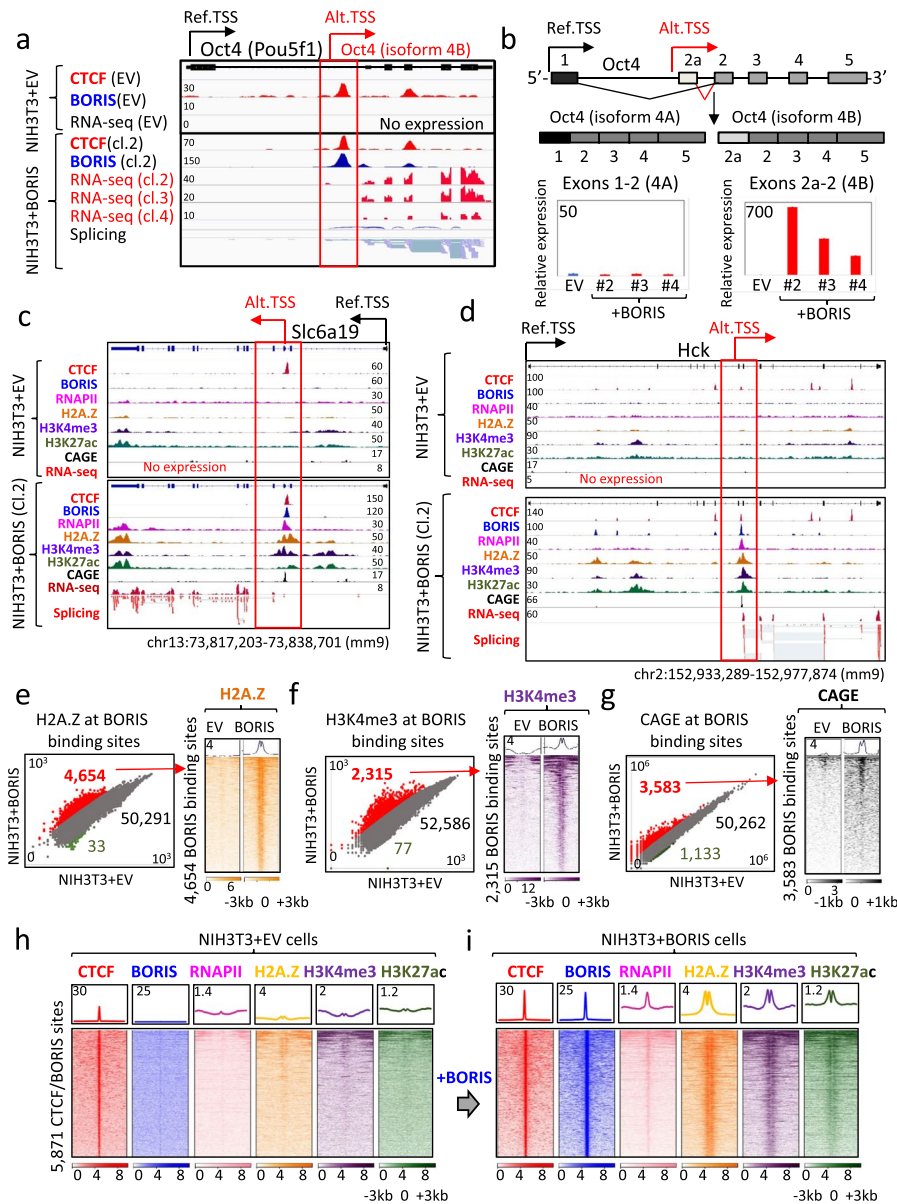 a
Ref.TSS
Alt.TSS
Oct4 (Pou5f1)
Oct4 (isoform 4B)
NIH3T3+EV
CTCF (EV)
30
BORIS(EV)
10
RNA-seq (EV)
0
No expression
NIH3T3+BORIS
CTCF(cl.2)
70
BORIS (cl.2)
150
RNA-seq (cl.2)
40
RNA-seq (cl.3)
20
RNA-seq (cl.4)
10
Splicing
b
Ref.TSS
Alt.TSS
1
Oct4
2a
2
3
4
5
5'-
-3'
Oct4 (isoform 4A)
Oct4 (isoform 4B)
1 2 3 4 5
2a 2 3 4 5
Exons 1-2 (4A)
Exons 2a-2 (4B)
Relative expression
50
Relative expression
700
EV #2 #3 #4
EV #2 #3 #4
+BORIS
+BORIS
c
Alt.TSS
Ref.TSS
Slc6a19
NIH3T3+EV
CTCF 60
BORIS 60
RNAPII 30
H2A.Z 50
H3K4me3 40
H3K27ac 50
CAGE 17
RNA-seq 8
No expression
NIH3T3+BORIS (Cl.2)
CTCF 150
BORIS 120
RNAPII 30
H2A.Z 50
H3K4me3 40
H3K27ac 50
CAGE 17
RNA-seq 8
Splicing
chr13:73,817,203-73,838,701 (mm9)
d
Ref.TSS
Alt.TSS
Hck
NIH3T3+EV
CTCF 100
BORIS 100
RNAPII 40
H2A.Z 50
H3K4me3 90
H3K27ac 30
CAGE 17
RNA-seq 5
No expression
NIH3T3+BORIS (Cl.2)
CTCF 140
BORIS 100
RNAPII 40
H2A.Z 50
H3K4me3 90
H3K27ac 30
CAGE 66
RNA-seq 60
Splicing
chr2:152,933,289-152,977,874 (mm9)
e
H2A.Z at BORIS
binding sites
NIH3T3+BORIS
10³
4,654
50,291
33
0
10³
NIH3T3+EV
H2A.Z
EV BORIS
4
4,654 BORIS binding sites
0 6
-3kb 0 +3kb
f
H3K4me3 at BORIS
binding sites
NIH3T3+BORIS
10³
2,315
52,586
77
0
10³
NIH3T3+EV
H3K4me3
EV BORIS
4
2,315 BORIS binding sites
0 12
-3kb 0 +3kb
g
CAGE at BORIS
binding sites
NIH3T3+BORIS
10⁶
3,583
50,262
1,133
0
10⁶
NIH3T3+EV
CAGE
EV BORIS
4
3,583 BORIS binding sites
0 3
-1kb 0 +1kb
h
NIH3T3+EV cells
CTCF BORIS RNAPII H2A.Z H3K4me3 H3K27ac
30 25 1.4 4 2 1.2
5,871 CTCF/BORIS sites
0 4 8 0 4 8 0 4 8 0 4 8 0 4 8 0 4 8
-3kb 0 +3kb
+BORIS
i
NIH3T3+BORIS cells
CTCF BORIS RNAPII H2A.Z H3K4me3 H3K27ac
30 25 1.4 4 2 1.2
0 4 8 0 4 8 0 4 8 0 4 8 0 4 8 0 4 8
-3kb 0 +3kb